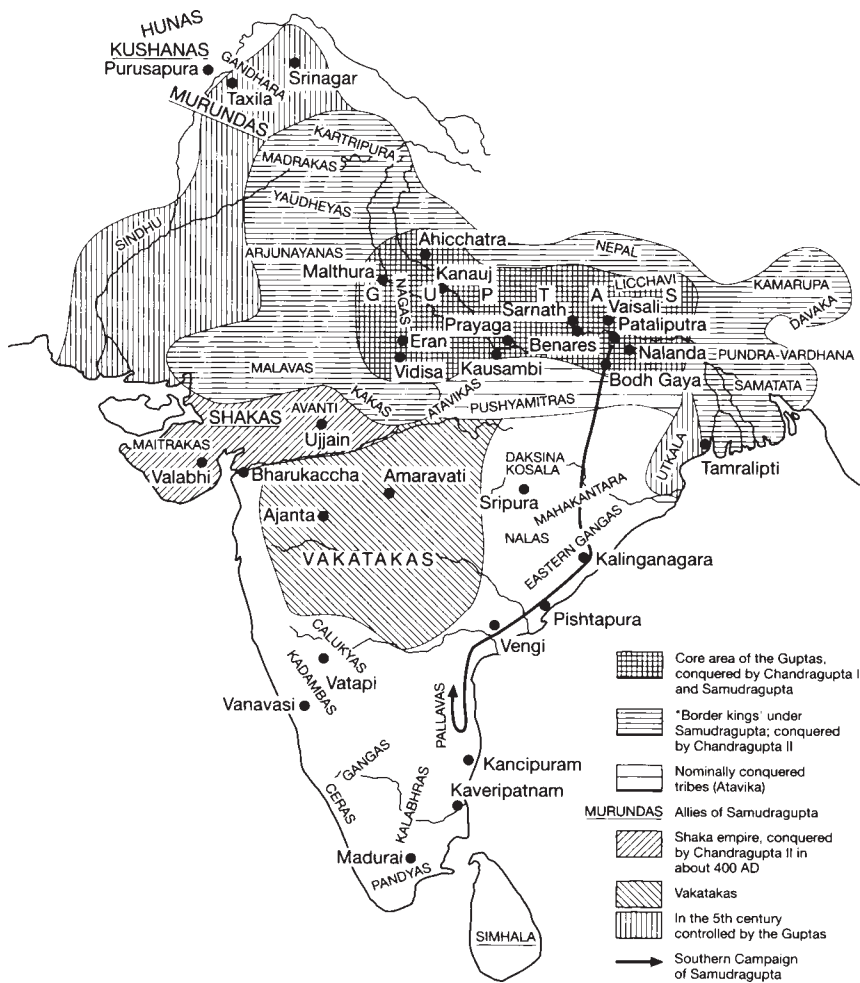 HUNAS
KUSHANAS
Purusapura
GANDHARA
Srinagar
Taxila
MURUNDAS
KARTRIPURA
MADRAKAS
YAUDHEYAS
SINDHU
ARJUNAYANAS
Ahicchatra
NEPAL
Malthura
Kanauj
LICCHAVI
KAMARUPA
G U P T A S
NAGAS
Sarnath
Vaisali
DAVAKA
Prayaga
Pataliputra
Eran
Benares
Nalanda
PUNDRA-VARDHANA
MALAVAS
Vidisa
Kausambi
Bodh Gaya
SAMATATA
KAKAS
ATAVIKAS
PUSHYAMITRAS
SHAKAS
AVANTI
Ujjain
MAITRAKAS
Valabhi
UTKALA
Tamralipti
DAKSINA
KOSALA
Bharukaccha
Amaravati
Sripura
MAHAKANTARA
Ajanta
NALAS
EASTERN GANGAS
VAKATAKAS
Kalinganagara
Pishtapura
CALUKYAS
Vengi
KADAMBAS
Vatapi
Vanavasi
PALLAVAS
GANGAS
Kancipuram
CERAS
KALABHRAS
Kaveripatnam
Madurai
PANDYAS
SIMHALA
Core area of the Guptas,
conquered by Chandragupta I
and Samudragupta
"Border kings' under
Samudragupta; conquered
by Chandragupta II
Nominally conquered
tribes (Atavika)
MURUNDAS Allies of Samudragupta
Shaka empire, conquered
by Chandragupta II in
about 400 AD
Vakatakas
In the 5th century
controlled by the Guptas
Southern Campaign
of Samudragupta